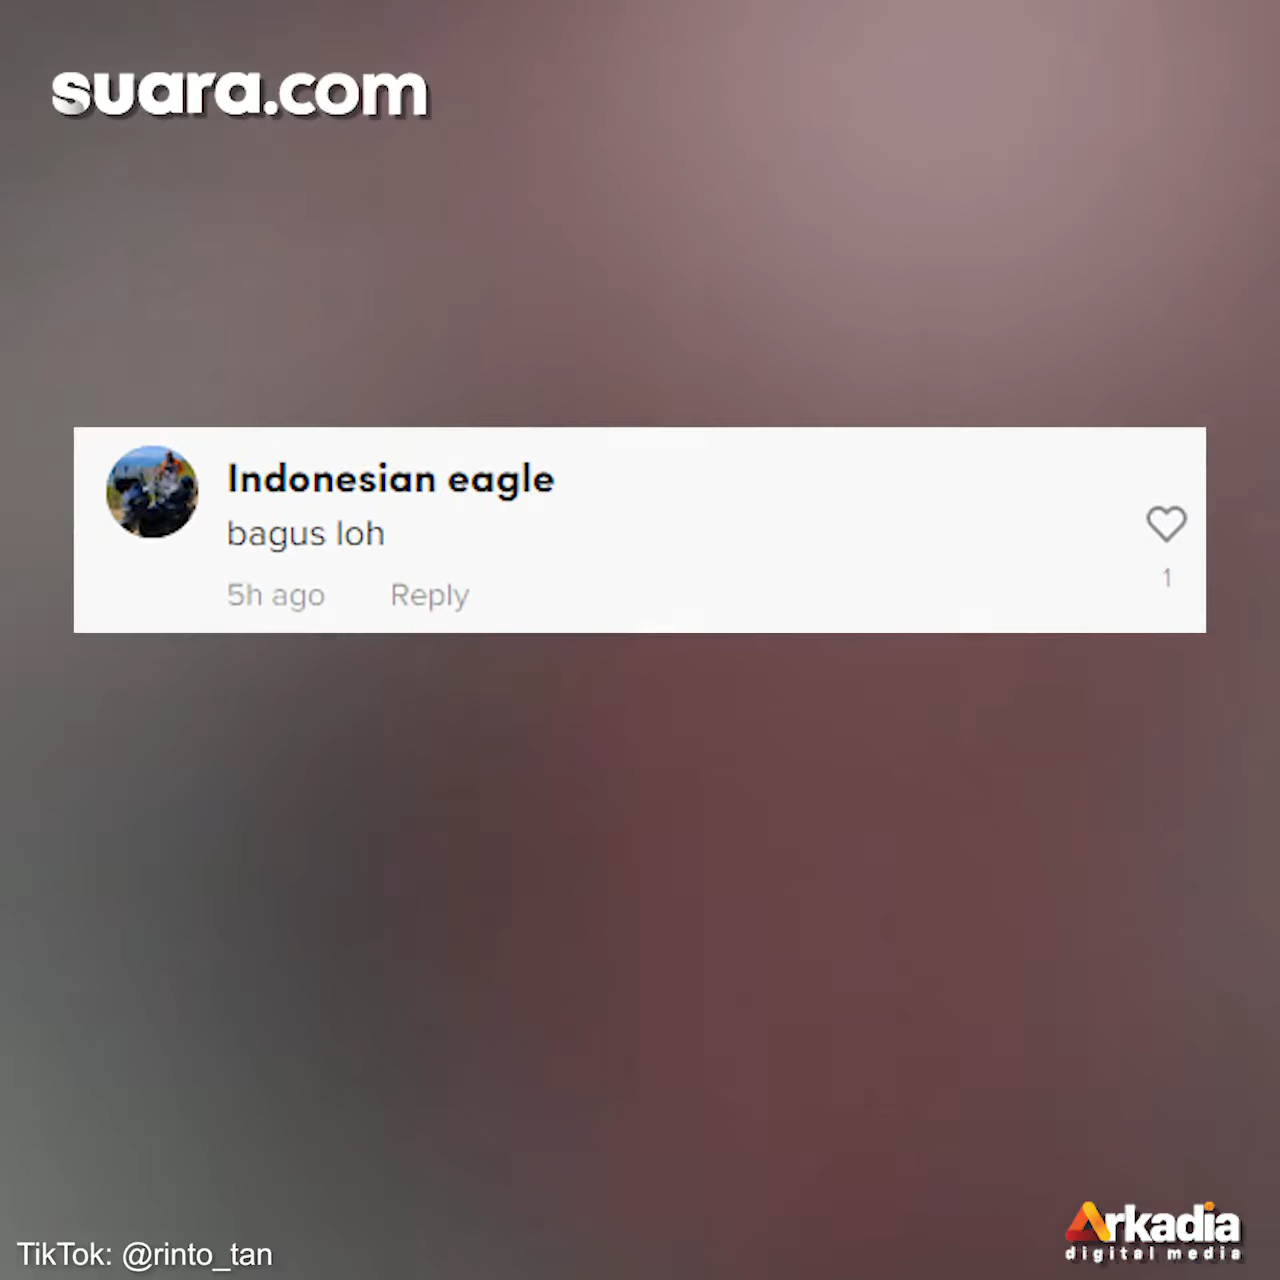 suara.com
Indonesian eagle
bagus loh
5h ago Reply
1
TikTok: @rinto_tan
Arkadia
digital media